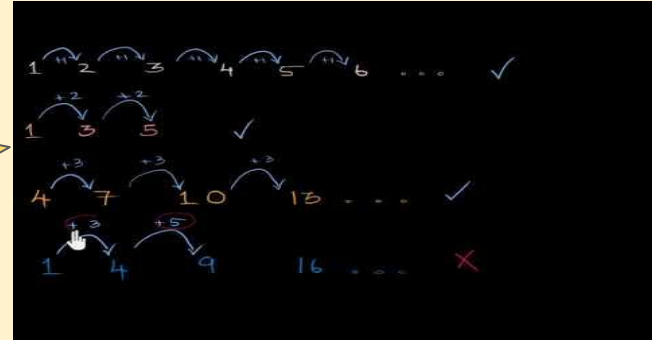 +1 +1 +1 +1 +1
1 2 3 4 5 6 ... ✓
+2 +2
1 3 5 ✓
+3 +3 +3
4 7 10 13 ... ✓
+3 +5
1 4 9 16 ... ✗